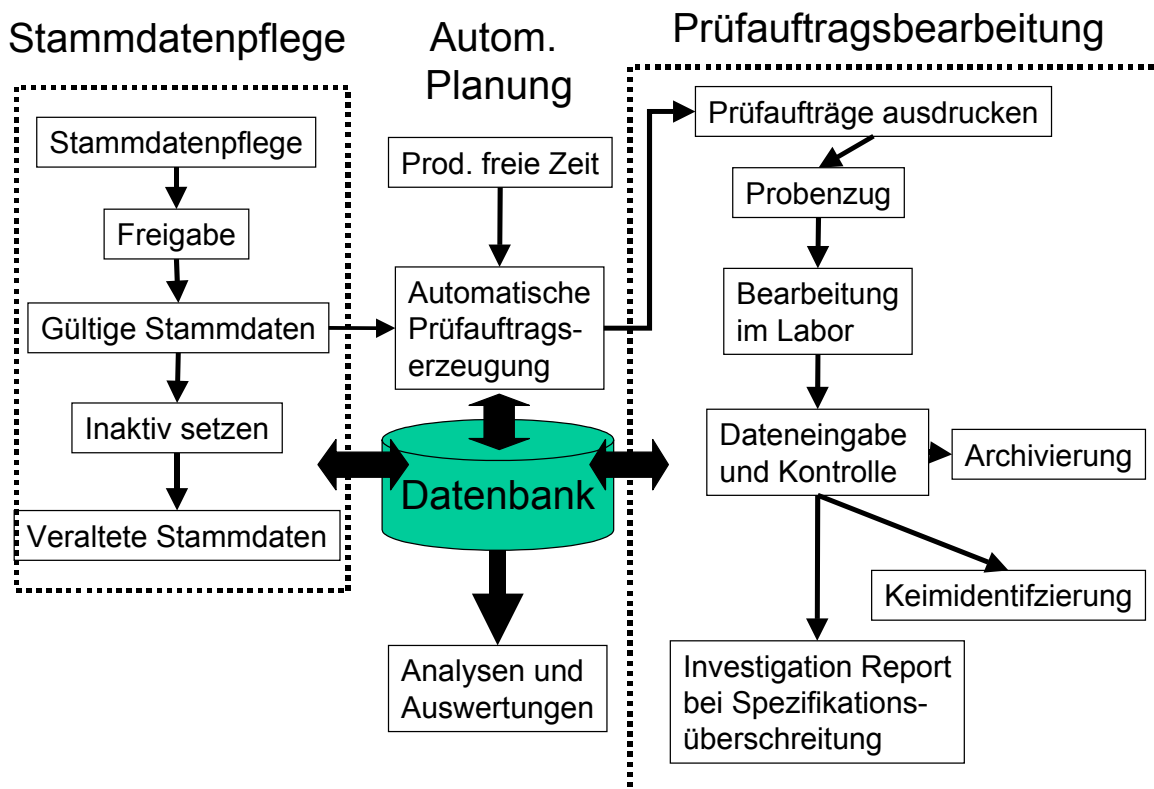 Stammdatenpflege
Stammdatenpflege
Freigabe
Gültige Stammdaten
Inaktiv setzen
Veraltete Stammdaten
Autom.
Planung
Prod. freie Zeit
Automatische
Prüfauftrags-
erzeugung
Datenbank
Analysen und
Auswertungen
Prüfauftragsbearbeitung
Prüfaufträge ausdrucken
Probenzug
Bearbeitung
im Labor
Dateneingabe
und Kontrolle
Archivierung
Keimidentifzierung
Investigation Report
bei Spezifikations-
überschreitung